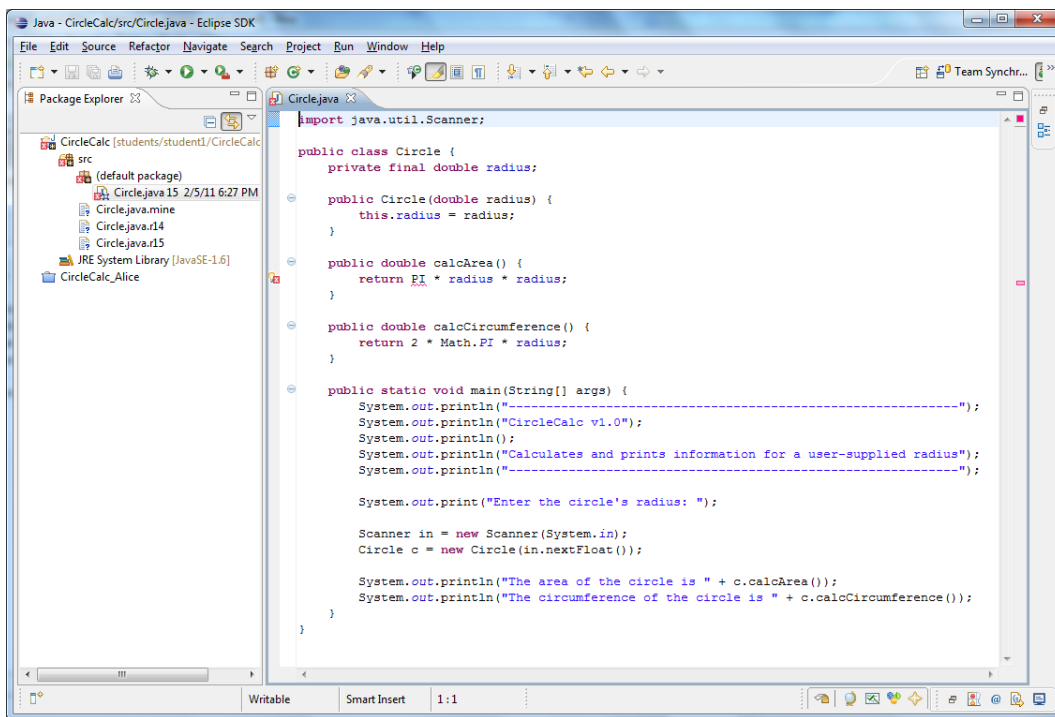 Java - CircleCalc/src/Circle.java - Eclipse SDK
File Edit Source Refactor Navigate Search Project Run Window Help
Team Synchr...
Package Explorer
Circle.java
CircleCalc [students/student1/CircleCalc
src
(default package)
Circle.java 15 2/5/11 6:27 PM
Circle.java.mine
Circle.java.r14
Circle.java.r15
JRE System Library [JavaSE-1.6]
CircleCalc_Alice
import java.util.Scanner;
public class Circle {
private final double radius;
public Circle(double radius) {
this.radius = radius;
}
public double calcArea() {
return PI * radius * radius;
}
public double calcCircumference() {
return 2 * Math.PI * radius;
}
public static void main(String[] args) {
System.out.println("------------------------------------------------------------");
System.out.println("CircleCalc v1.0");
System.out.println();
System.out.println("Calculates and prints information for a user-supplied radius");
System.out.println("------------------------------------------------------------");
System.out.print("Enter the circle's radius: ");
Scanner in = new Scanner(System.in);
Circle c = new Circle(in.nextFloat());
System.out.println("The area of the circle is " + c.calcArea());
System.out.println("The circumference of the circle is " + c.calcCircumference());
}
}
Writable Smart Insert 1:1